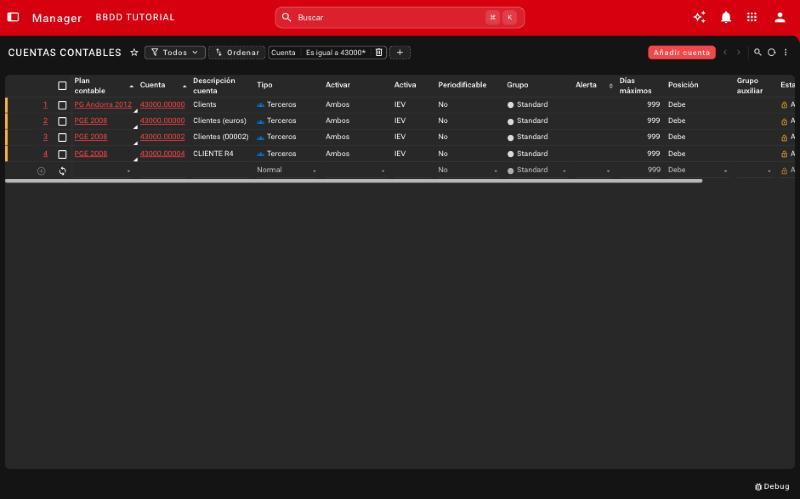 Manager BBDD TUTORIAL Buscar ⌘ K
CUENTAS CONTABLES Todos Ordenar Cuenta Es igual a 43000* + Añadir cuenta
Plan contable Cuenta Descripción cuenta Tipo Activar Activa Periodificable Grupo Alerta Días máximos Posición Grupo auxiliar Esta
1 PG Andorra 2012 43000.00000 Clients Terceros Ambos IEV No Standard 999 Debe A
2 PGE 2008 43000.00000 Clientes (euros) Terceros Ambos IEV No Standard 999 Debe A
3 PGE 2008 43000.00002 Clientes (00002) Terceros Ambos IEV No Standard 999 Debe A
4 PGE 2008 43000.00004 CLIENTE R4 Terceros Ambos IEV No Standard 999 Debe A
Normal No Standard 999 Debe A
Debug